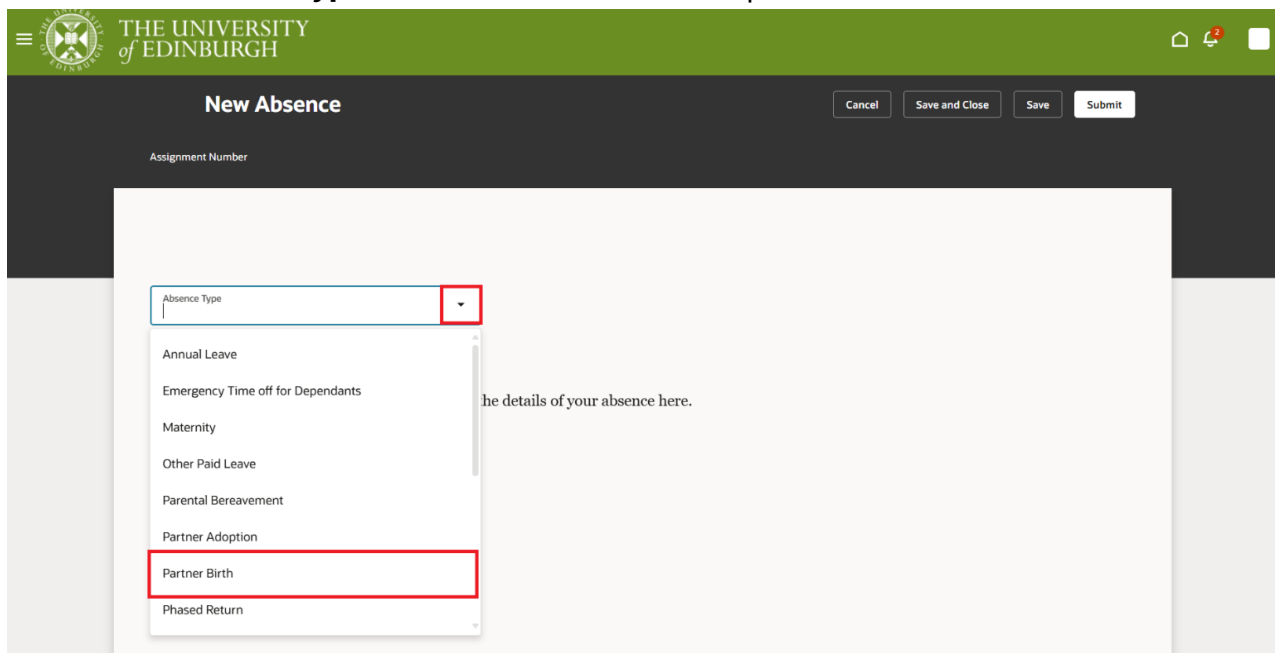 THE UNIVERSITY
of EDINBURGH
2
New Absence
Cancel
Save and Close
Save
Submit
Assignment Number
Absence Type
Annual Leave
Emergency Time off for Dependants
he details of your absence here.
Maternity
Other Paid Leave
Parental Bereavement
Partner Adoption
Partner Birth
Phased Return